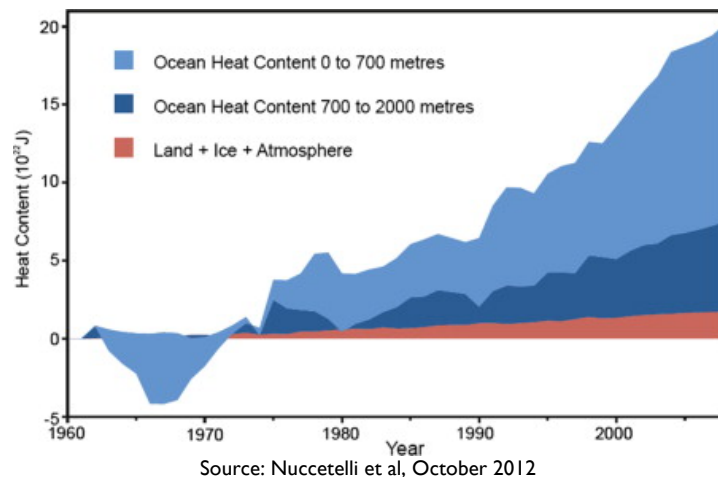 20
15
10
5
0
-5
Heat Content (10²²J)
Ocean Heat Content 0 to 700 metres
Ocean Heat Content 700 to 2000 metres
Land + Ice + Atmosphere
1960 1970 1980 1990 2000
Year
Source: Nuccetelli et al, October 2012